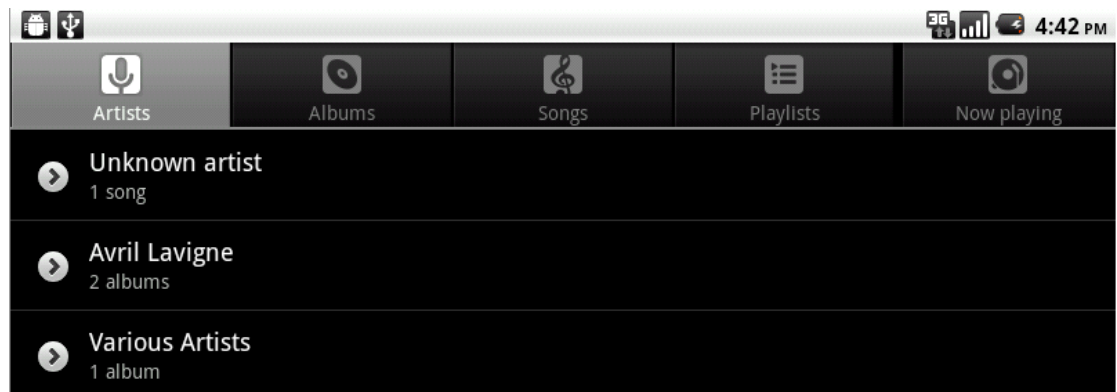 3G 4:42 PM
Artists Albums Songs Playlists Now playing
Unknown artist
1 song
Avril Lavigne
2 albums
Various Artists
1 album